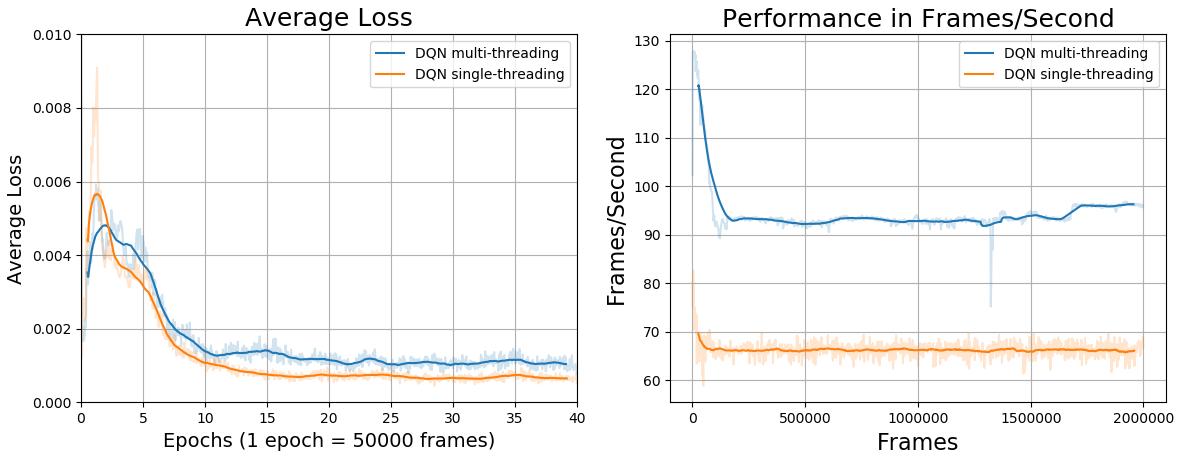 Average Loss
0.010
0.008
0.006
0.004
0.002
0.000
Average Loss
DQN multi-threading
DQN single-threading
0 5 10 15 20 25 30 35 40
Epochs (1 epoch = 50000 frames)
Performance in Frames/Second
130
120
110
100
90
80
70
60
Frames/Second
DQN multi-threading
DQN single-threading
0 500000 1000000 1500000 2000000
Frames